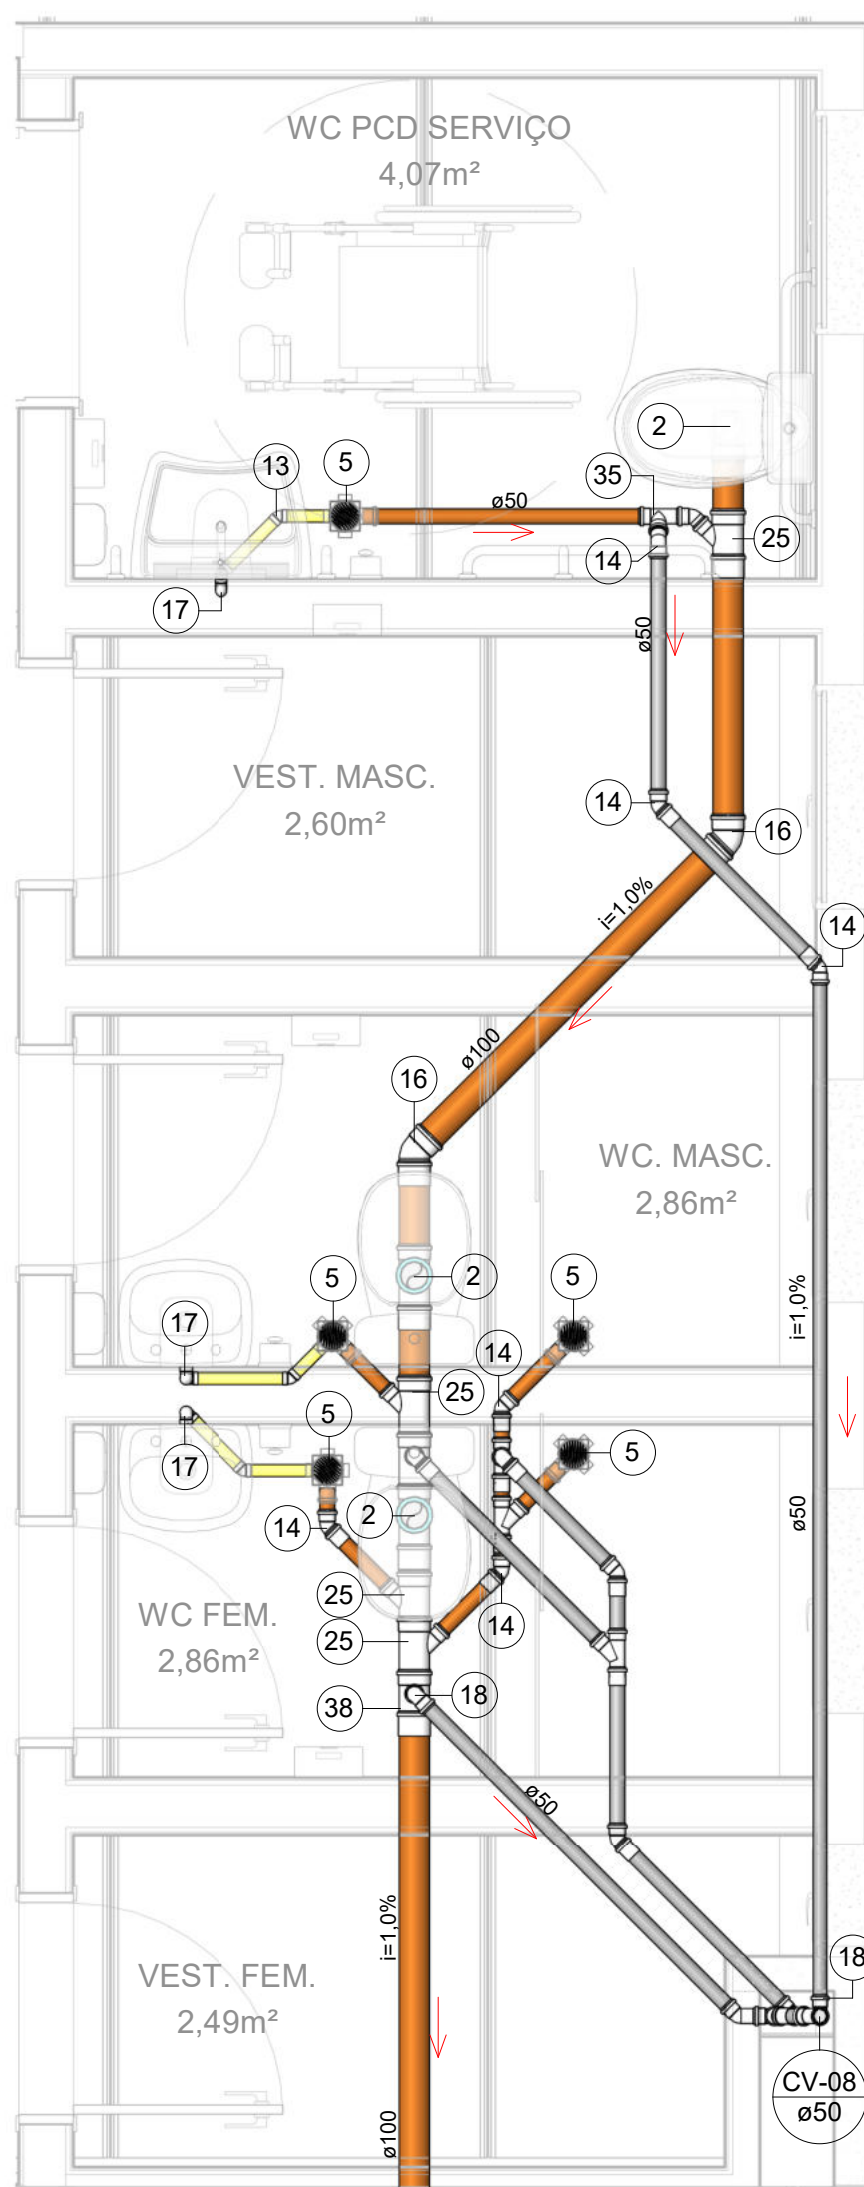 WC PCD SERVIÇO
4,07m²
2
13
5
35
ø50
25
14
17
ø50
VEST. MASC.
2,60m²
14
16
i=1,0%
14
ø100
16
WC. MASC.
2,86m²
5
2
5
i=1,0%
17
14
25
5
5
17
2
14
ø50
25
WC FEM.
2,86m²
25
14
18
38
ø50
i=1,0%
VEST. FEM.
2,49m²
18
CV-08
ø50
ø100